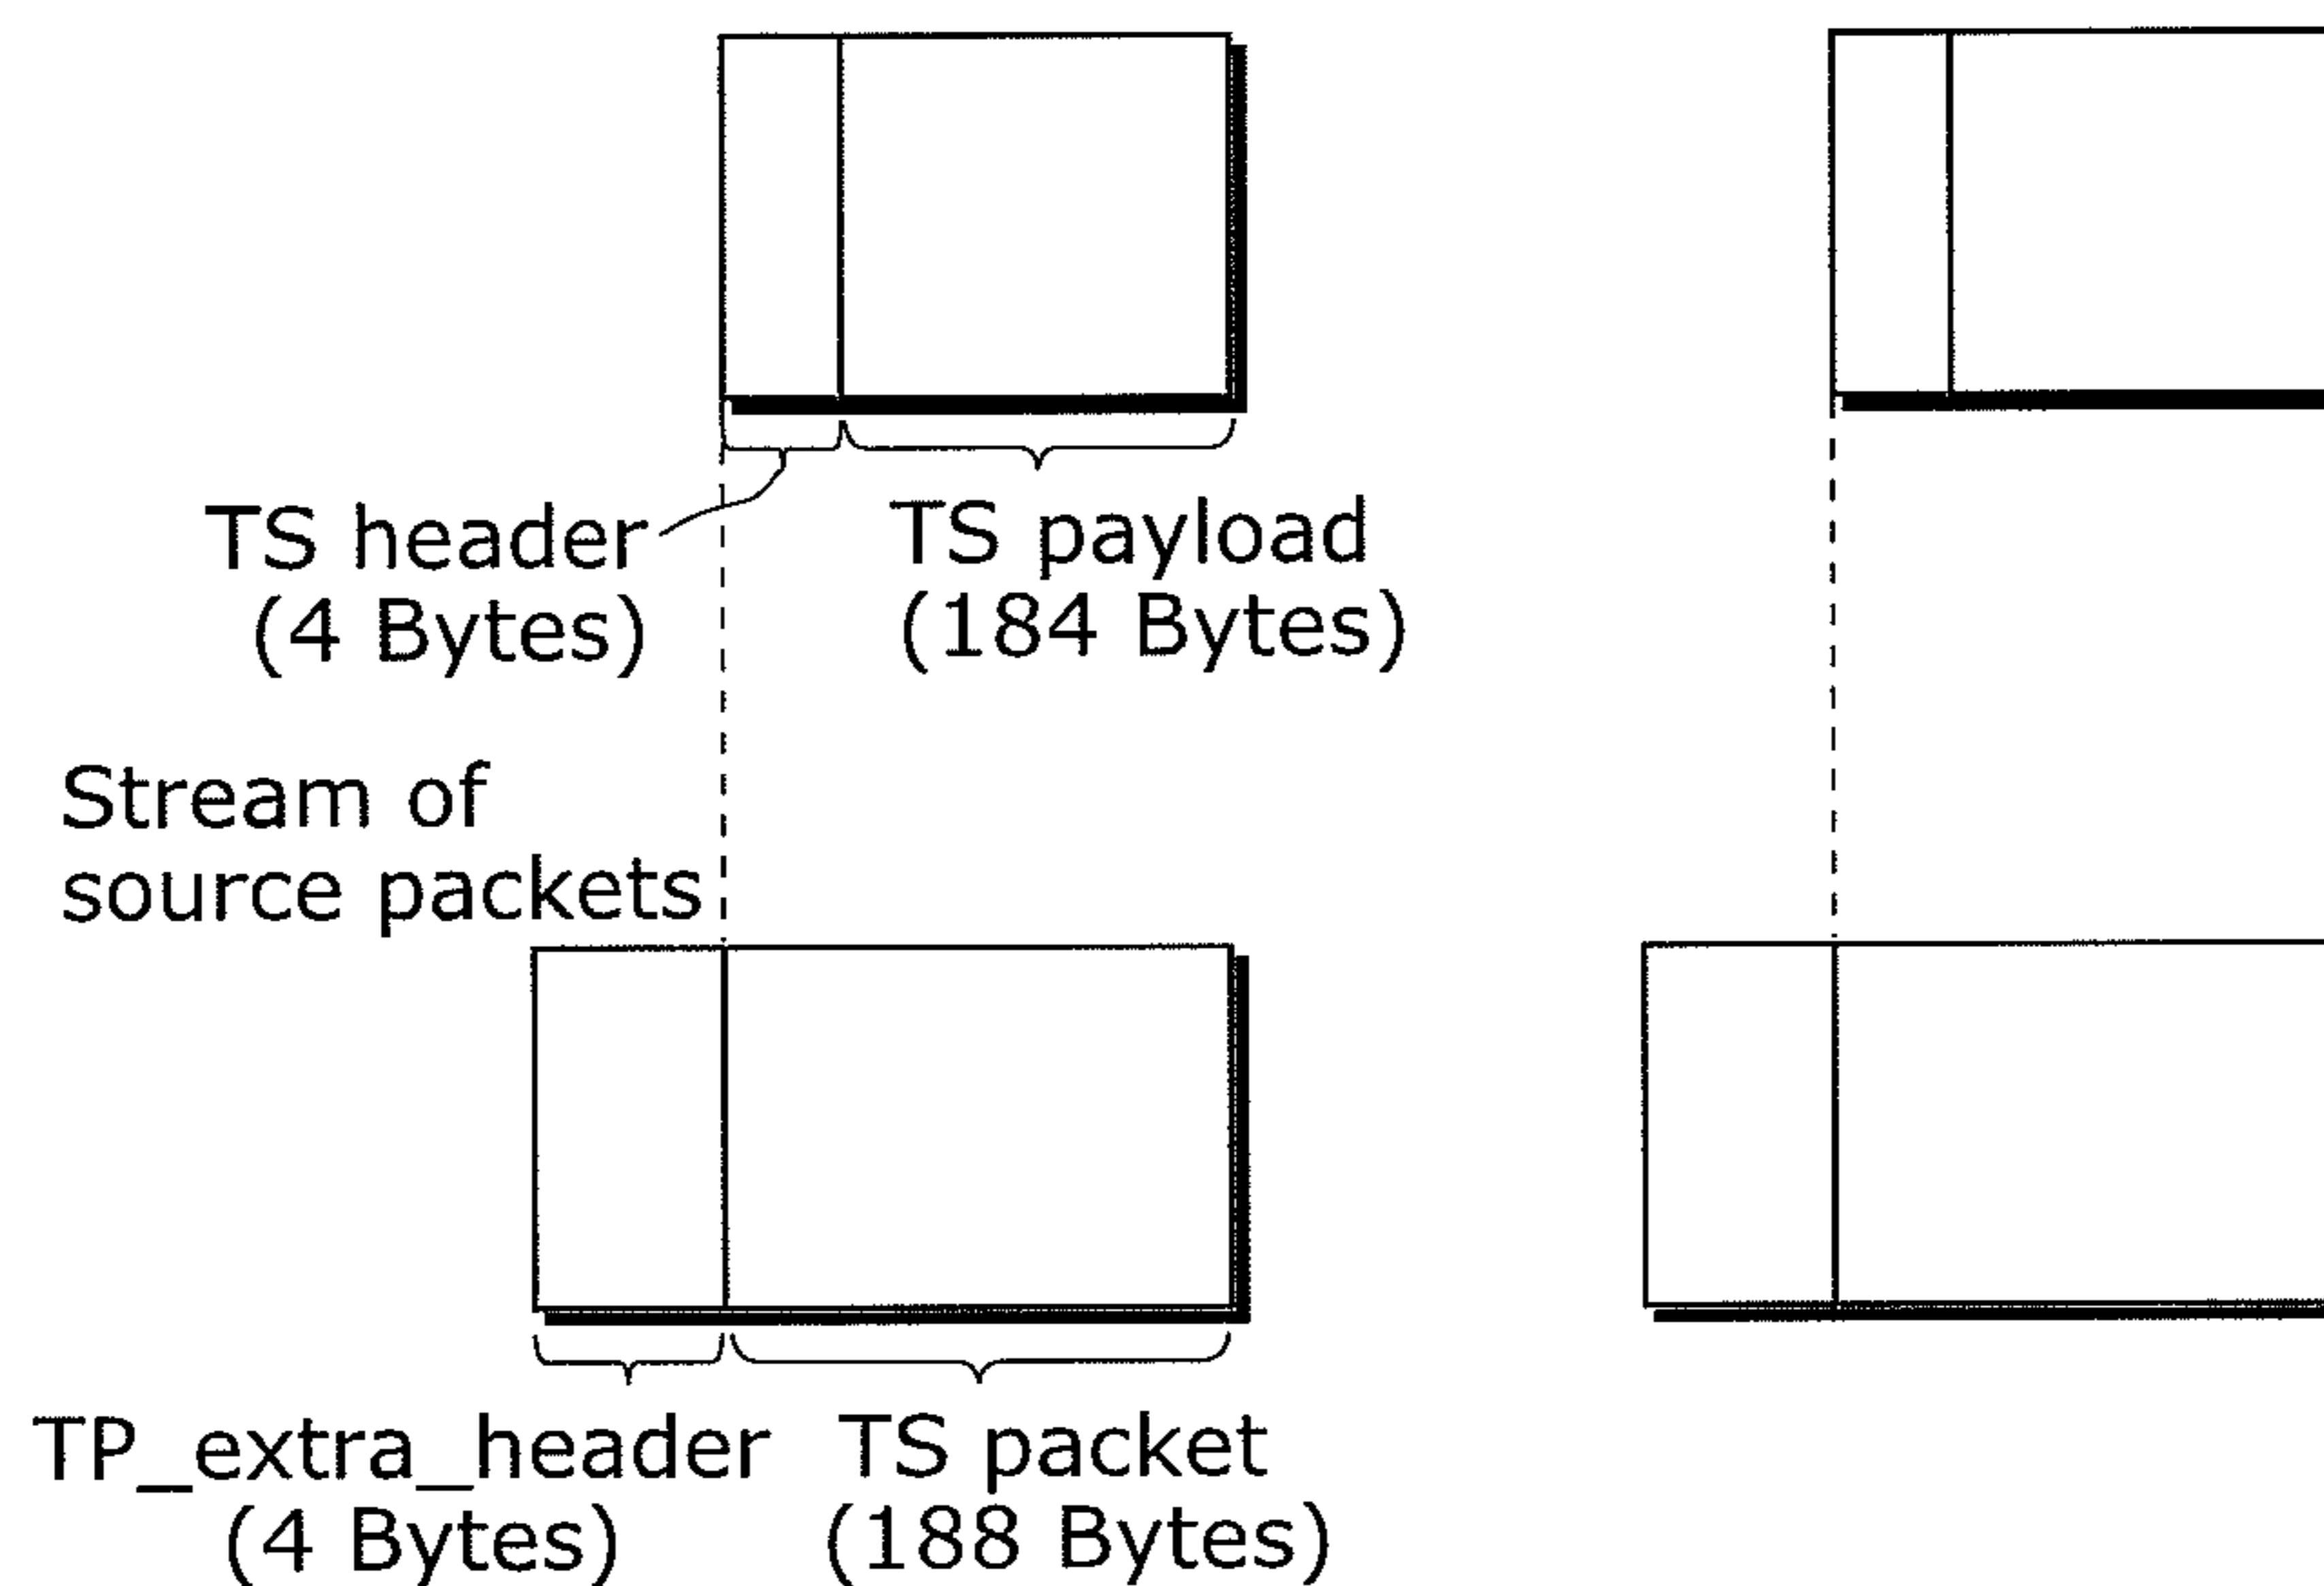 TS header
(4 Bytes)
TS payload
(184 Bytes)
Stream of
source packets
TP_extra_header
(4 Bytes)
TS packet
(188 Bytes)